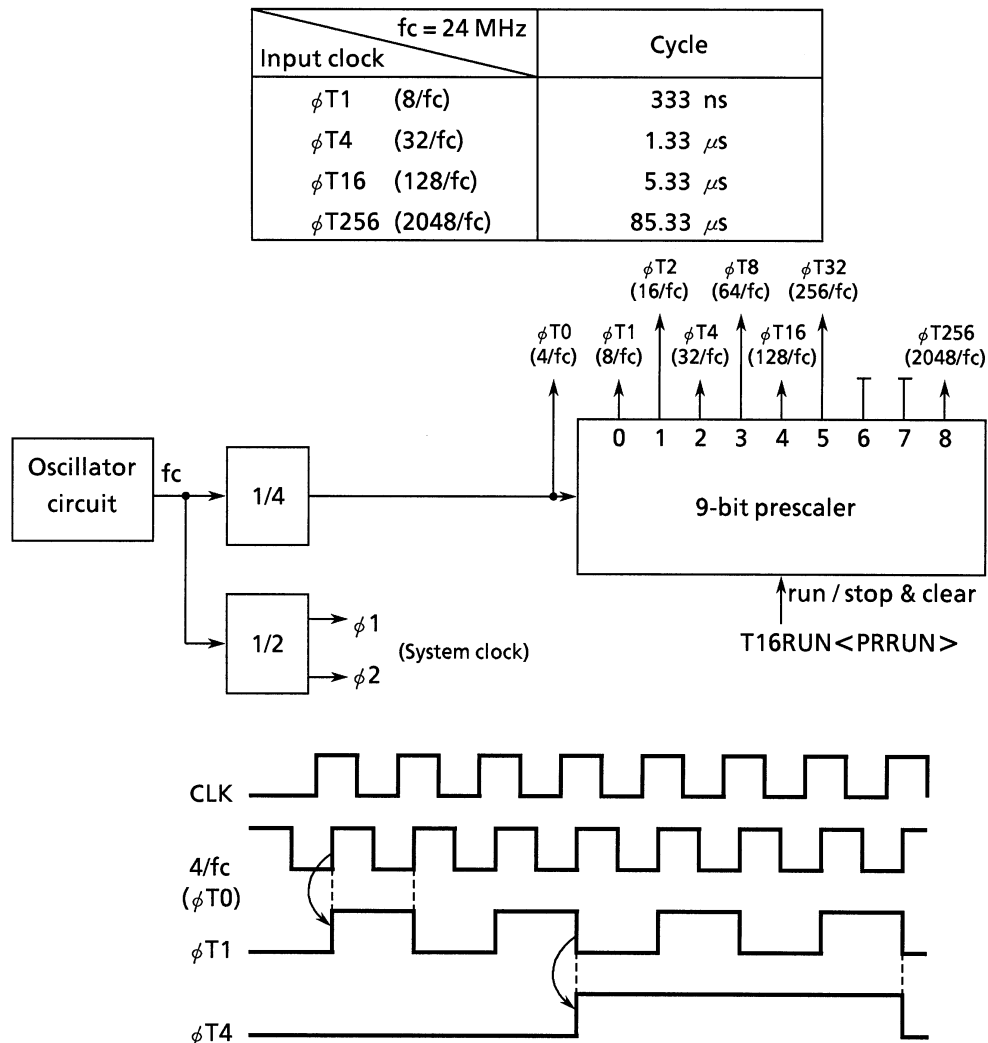 fc = 24 MHz
Input clock
Cycle
ϕT1 (8/fc) 333 ns
ϕT4 (32/fc) 1.33 μs
ϕT16 (128/fc) 5.33 μs
ϕT256 (2048/fc) 85.33 μs
ϕT2 ϕT8 ϕT32
(16/fc) (64/fc) (256/fc)
ϕT0 ϕT1 ϕT4 ϕT16 ϕT256
(4/fc) (8/fc) (32/fc) (128/fc) (2048/fc)
0 1 2 3 4 5 6 7 8
Oscillator
circuit
fc
1/4
9-bit prescaler
run / stop & clear
T16RUN<PRRUN>
1/2
ϕ1
(System clock)
ϕ2
CLK
4/fc
(ϕT0)
ϕT1
ϕT4